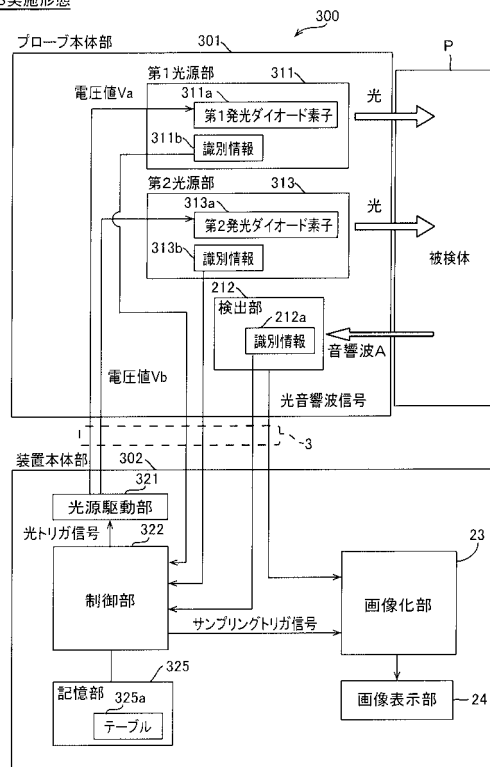 3実施形態
300
プローブ本体部
301
P
第1光源部
311
電圧値Va
311a
第1発光ダイオード素子
光
311b
識別情報
第2光源部
313
313a
第2発光ダイオード素子
光
313b
識別情報
被検体
212
検出部
212a
識別情報
音響波A
電圧値Vb
光音響波信号
3
装置本体部
302
321
光源駆動部
光トリガ信号
322
23
制御部
画像化部
サンプリングトリガ信号
記憶部
325
325a
テーブル
画像表示部
24